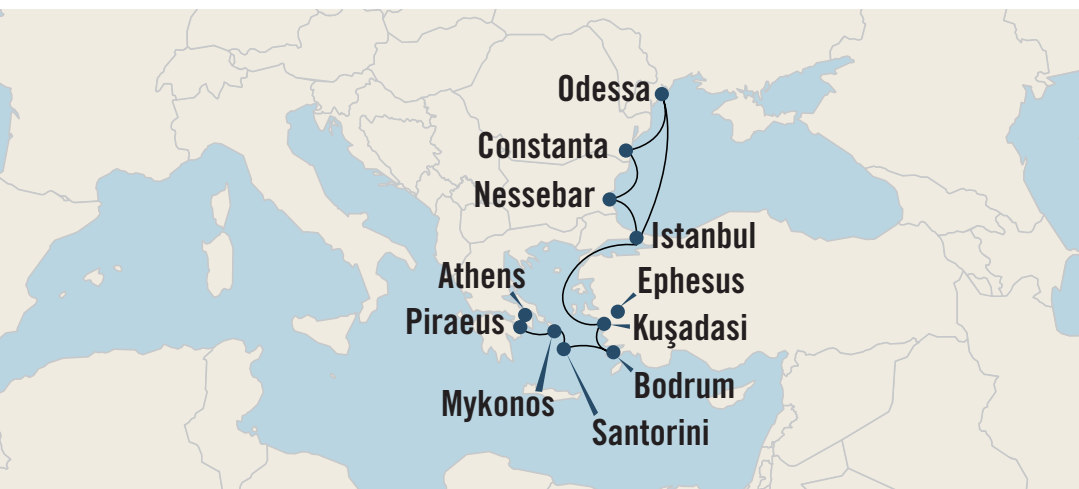 Odessa
Constanta
Nessebar
Istanbul
Athens
Ephesus
Piraeus
Kuşadasi
Bodrum
Mykonos
Santorini